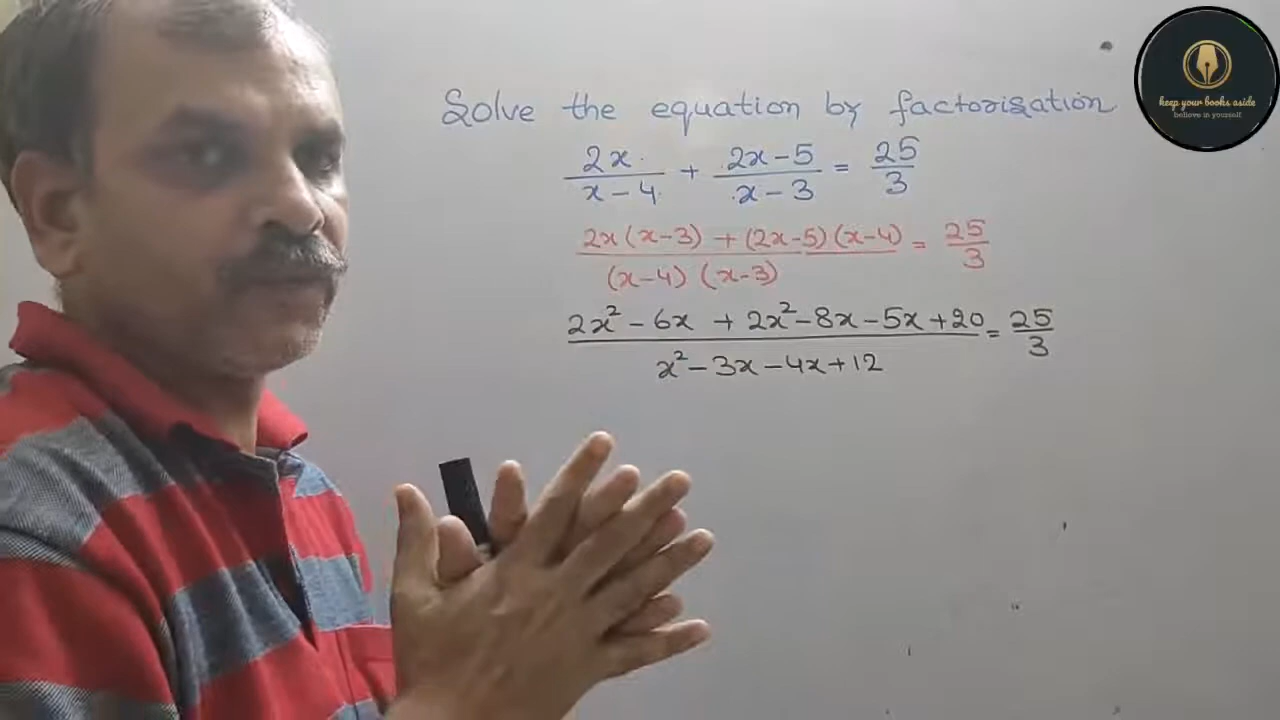 Solve the equation by factorisation
2x/(x-4) + (2x-5)/(x-3) = 25/3
(2x(x-3) + (2x-5)(x-4))/((x-4)(x-3)) = 25/3
(2x² - 6x + 2x² - 8x - 5x + 20)/(x² - 3x - 4x + 12) = 25/3
keep your books aside
believe in yourself